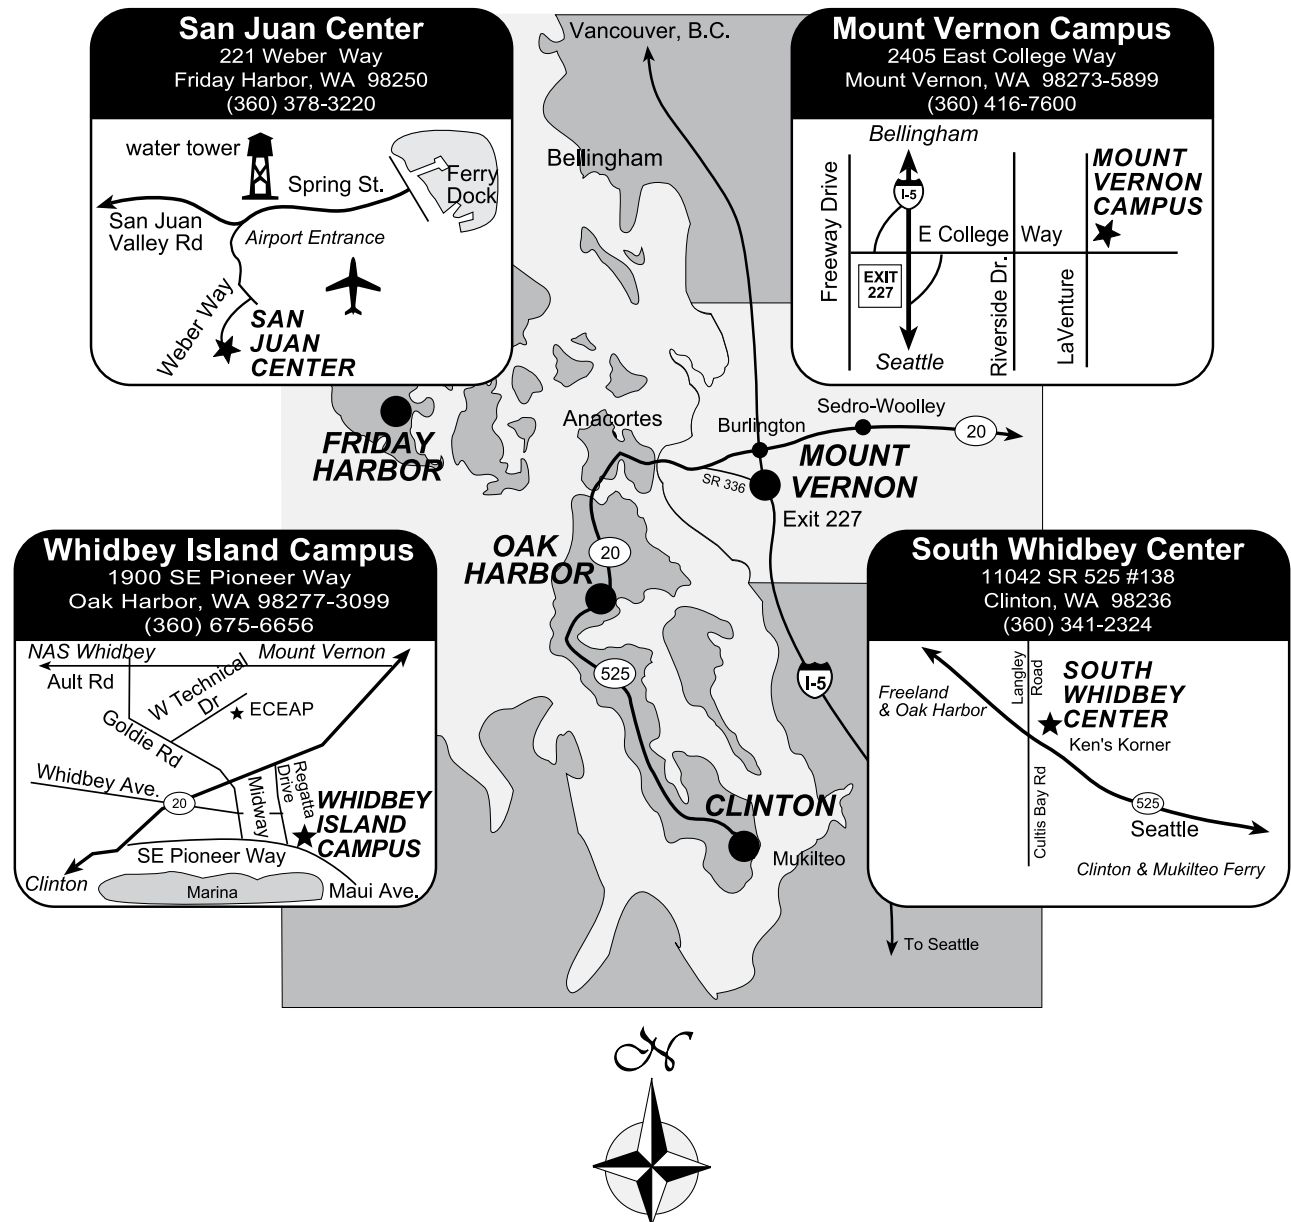 San Juan Center
221 Weber Way
Friday Harbor, WA 98250
(360) 378-3220
water tower
Spring St.
Ferry
Dock
San Juan
Valley Rd
Airport Entrance
Weber Way
SAN
JUAN
CENTER
Vancouver, B.C.
Bellingham
Mount Vernon Campus
2405 East College Way
Mount Vernon, WA 98273-5899
(360) 416-7600
Bellingham
Freeway Drive
I-5
MOUNT
VERNON
CAMPUS
E College Way
EXIT
227
Riverside Dr.
LaVenture
Seattle
FRIDAY
HARBOR
Anacortes
Burlington
Sedro-Woolley
20
SR 336
MOUNT
VERNON
Exit 227
OAK
HARBOR
20
525
I-5
CLINTON
Mukilteo
To Seattle
Whidbey Island Campus
1900 SE Pioneer Way
Oak Harbor, WA 98277-3099
(360) 675-6656
NAS Whidbey
Mount Vernon
Ault Rd
W Technical
Dr
ECEAP
Goldie Rd
Whidbey Ave.
20
Midway
Regatta
Drive
WHIDBEY
ISLAND
CAMPUS
SE Pioneer Way
Clinton
Marina
Maui Ave.
South Whidbey Center
11042 SR 525 #138
Clinton, WA 98236
(360) 341-2324
Langley
Road
Freeland
& Oak Harbor
SOUTH
WHIDBEY
CENTER
Ken's Korner
Cultis Bay Rd
525
Seattle
Clinton & Mukilteo Ferry
N